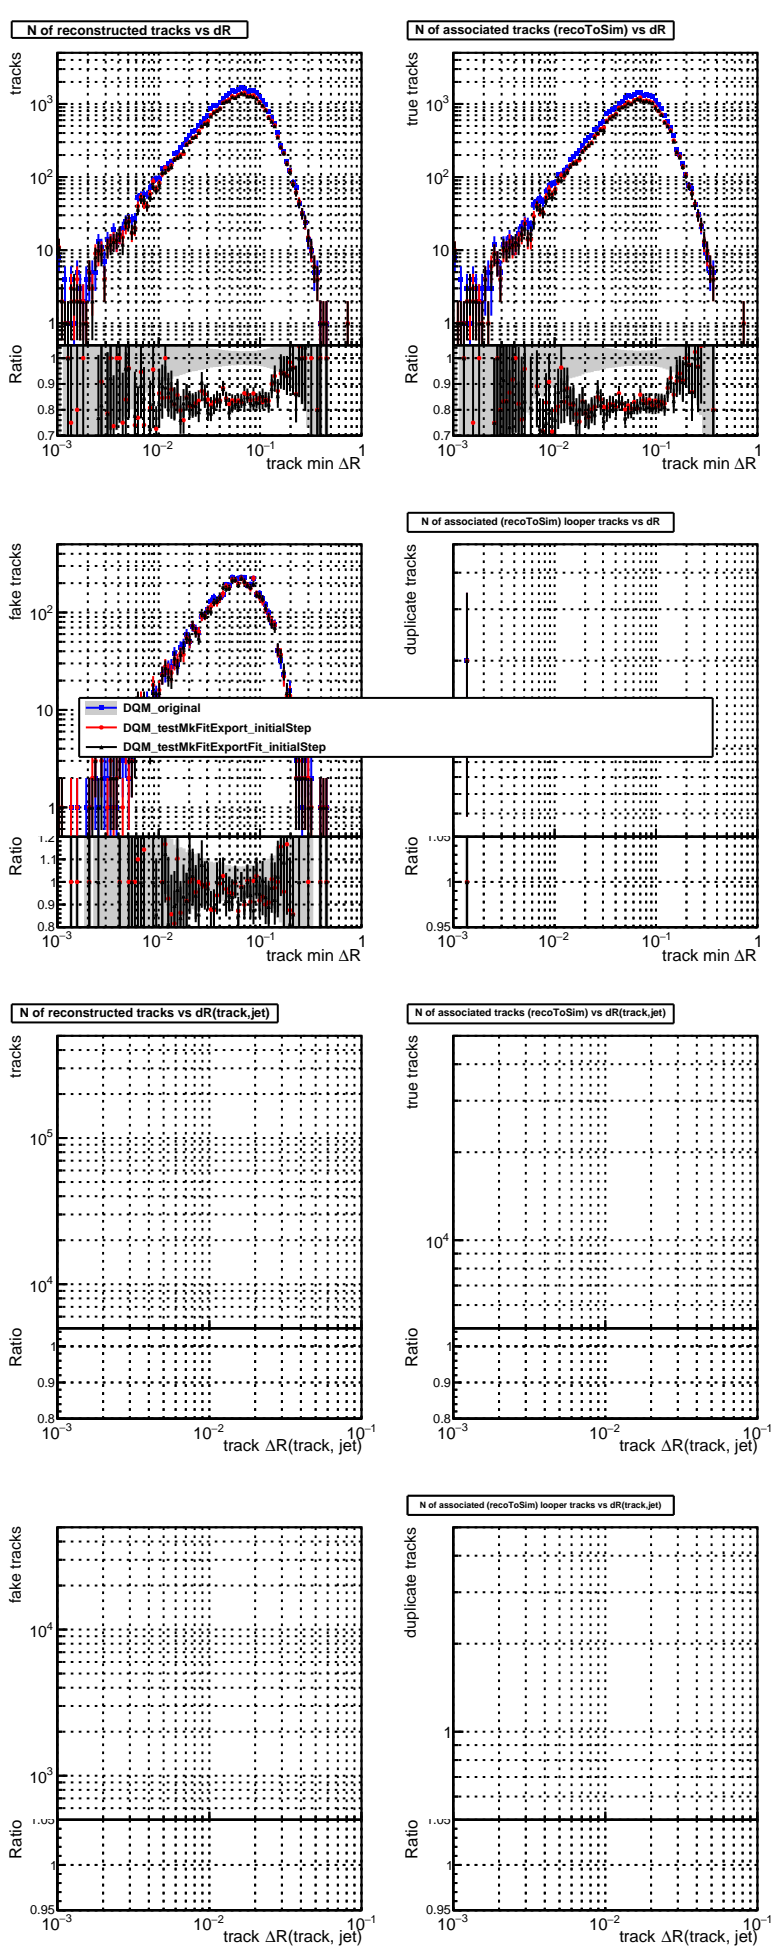 N of reconstructed tracks vs dR
tracks
10³
10²
10
1
Ratio
1
0.9
0.8
0.7
10⁻³ 10⁻² 10⁻¹ 1
track min ΔR
N of associated tracks (recoToSim) vs dR
true tracks
10³
10²
10
1
Ratio
1
0.9
0.8
0.7
10⁻³ 10⁻² 10⁻¹ 1
track min ΔR
fake tracks
10²
10
1
Ratio
1.2
1.1
1
0.9
0.8
10⁻³ 10⁻² 10⁻¹ 1
track min ΔR
N of associated (recoToSim) looper tracks vs dR
duplicate tracks
Ratio
1.05
1
0.95
10⁻³ 10⁻² 10⁻¹ 1
track min ΔR
DQM_original
DQM_testMkFitExport_initialStep
DQM_testMkFitExportFit_initialStep
N of reconstructed tracks vs dR(track,jet)
tracks
10⁵
10⁴
Ratio
1
0.9
0.8
10⁻³ 10⁻² 10⁻¹
track ΔR(track, jet)
N of associated tracks (recoToSim) vs dR(track,jet)
true tracks
10⁴
Ratio
1
0.9
0.8
10⁻³ 10⁻² 10⁻¹
track ΔR(track, jet)
fake tracks
10⁴
10³
Ratio
1.05
1
0.95
10⁻³ 10⁻² 10⁻¹
track ΔR(track, jet)
N of associated (recoToSim) looper tracks vs dR(track,jet)
duplicate tracks
1
Ratio
1.05
1
0.95
10⁻³ 10⁻² 10⁻¹
track ΔR(track, jet)